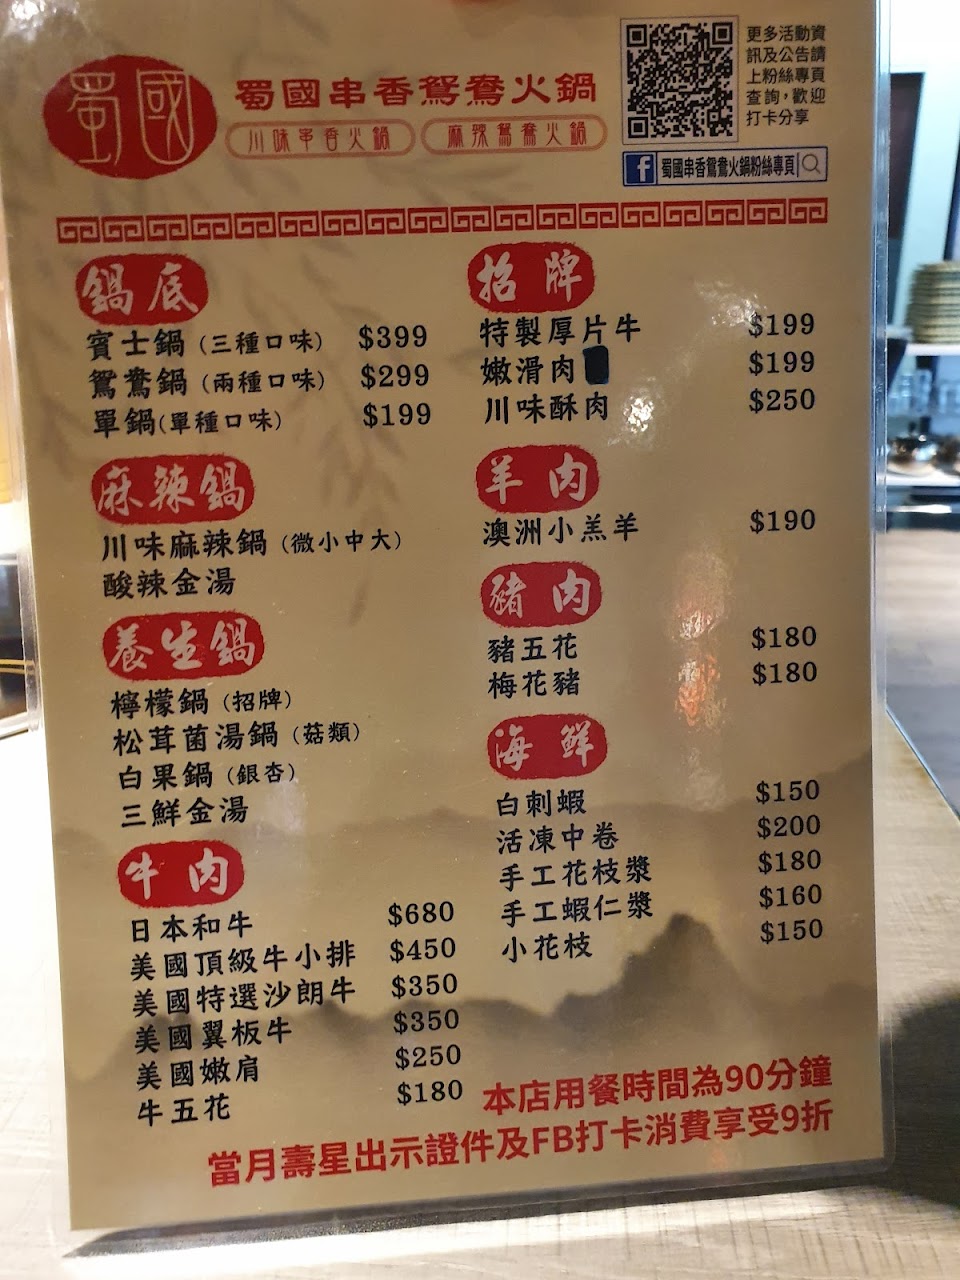 蜀國
蜀國串香鴛鴦火鍋
川味串香火鍋
麻辣鴛鴦火鍋
更多活動資
訊及公告請
上粉絲專頁
查詢，歡迎
打卡分享
f 蜀國串香鴛鴦火鍋粉絲專頁
鍋底
賓士鍋 (三種口味) $399
鴛鴦鍋 (兩種口味) $299
單鍋(單種口味) $199
麻辣鍋
川味麻辣鍋 (微小中大)
酸辣金湯
養生鍋
檸檬鍋 (招牌)
松茸菌湯鍋 (菇類)
白果鍋 (銀杏)
三鮮金湯
牛肉
日本和牛 $680
美國頂級牛小排 $450
美國特選沙朗牛 $350
美國翼板牛 $350
美國嫩肩 $250
牛五花 $180
招牌
特製厚片牛 $199
嫩滑肉 $199
川味酥肉 $250
羊肉
澳洲小羔羊 $190
豬肉
豬五花 $180
梅花豬 $180
海鮮
白刺蝦 $150
活凍中卷 $200
手工花枝漿 $180
手工蝦仁漿 $160
小花枝 $150
本店用餐時間為90分鐘
當月壽星出示證件及FB打卡消費享受9折